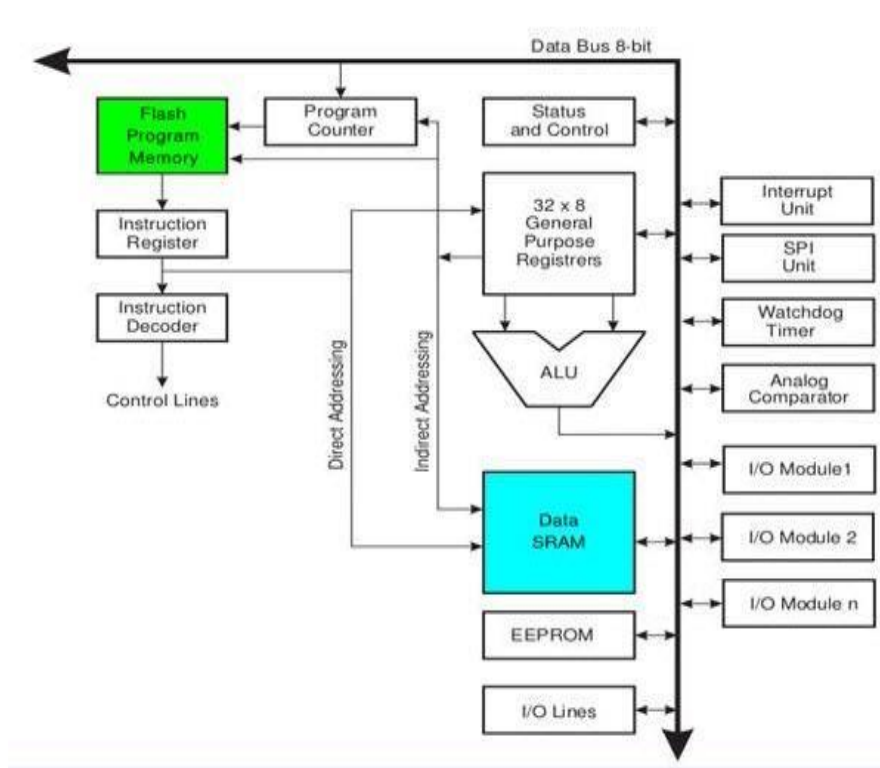 Data Bus 8-bit
Flash
Program
Memory
Program
Counter
Status
and Control
Instruction
Register
32 x 8
General
Purpose
Registrers
Interrupt
Unit
SPI
Unit
Instruction
Decoder
Watchdog
Timer
Control Lines
Direct Addressing
Indirect Addressing
ALU
Analog
Comparator
I/O Module1
Data
SRAM
I/O Module 2
I/O Module n
EEPROM
I/O Lines